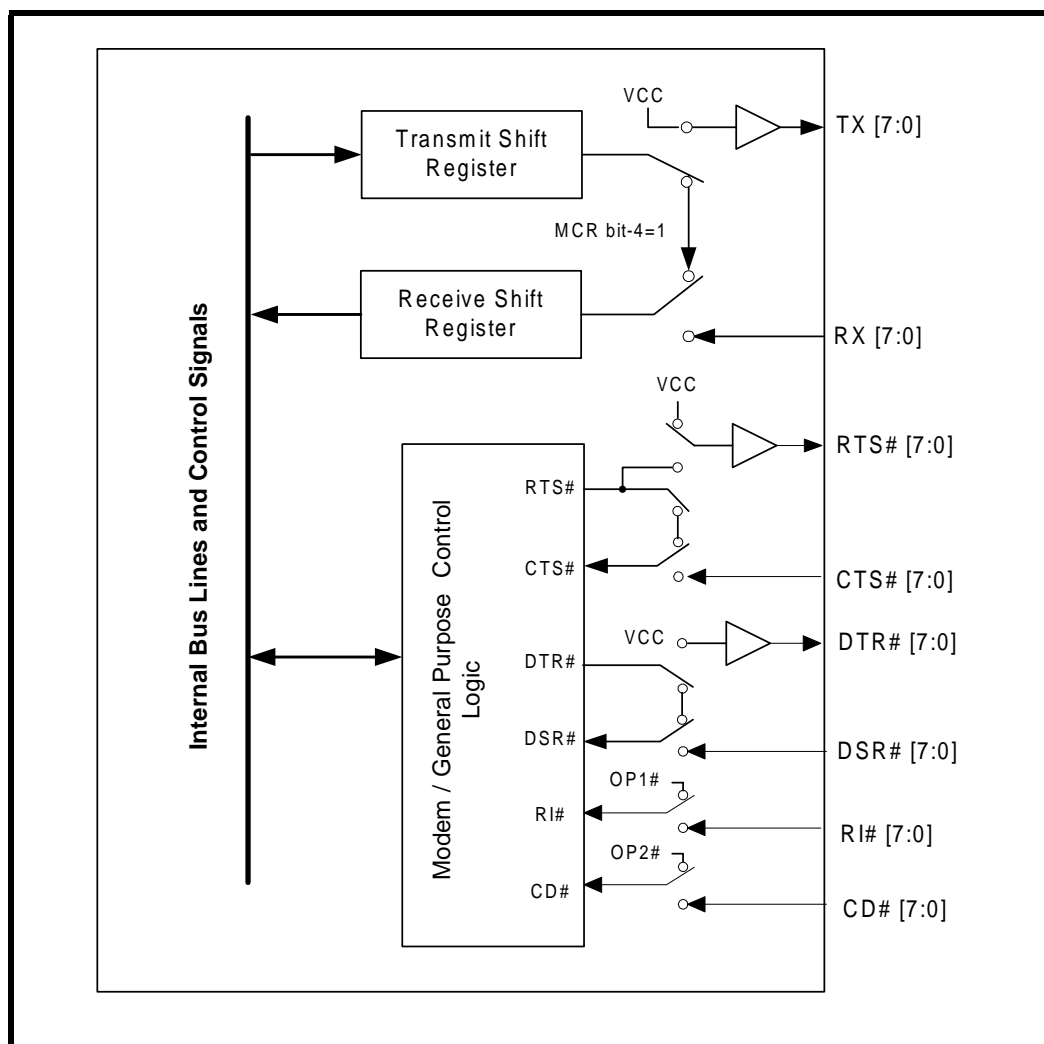 VCC
TX [7:0]
Transmit Shift
Register
MCR bit-4=1
Receive Shift
Register
RX [7:0]
Internal Bus Lines and Control Signals
VCC
RTS# [7:0]
Modem / General Purpose Control
Logic
RTS#
CTS#
CTS# [7:0]
VCC
DTR# [7:0]
DTR#
DSR#
DSR# [7:0]
OP1#
RI#
RI# [7:0]
OP2#
CD#
CD# [7:0]